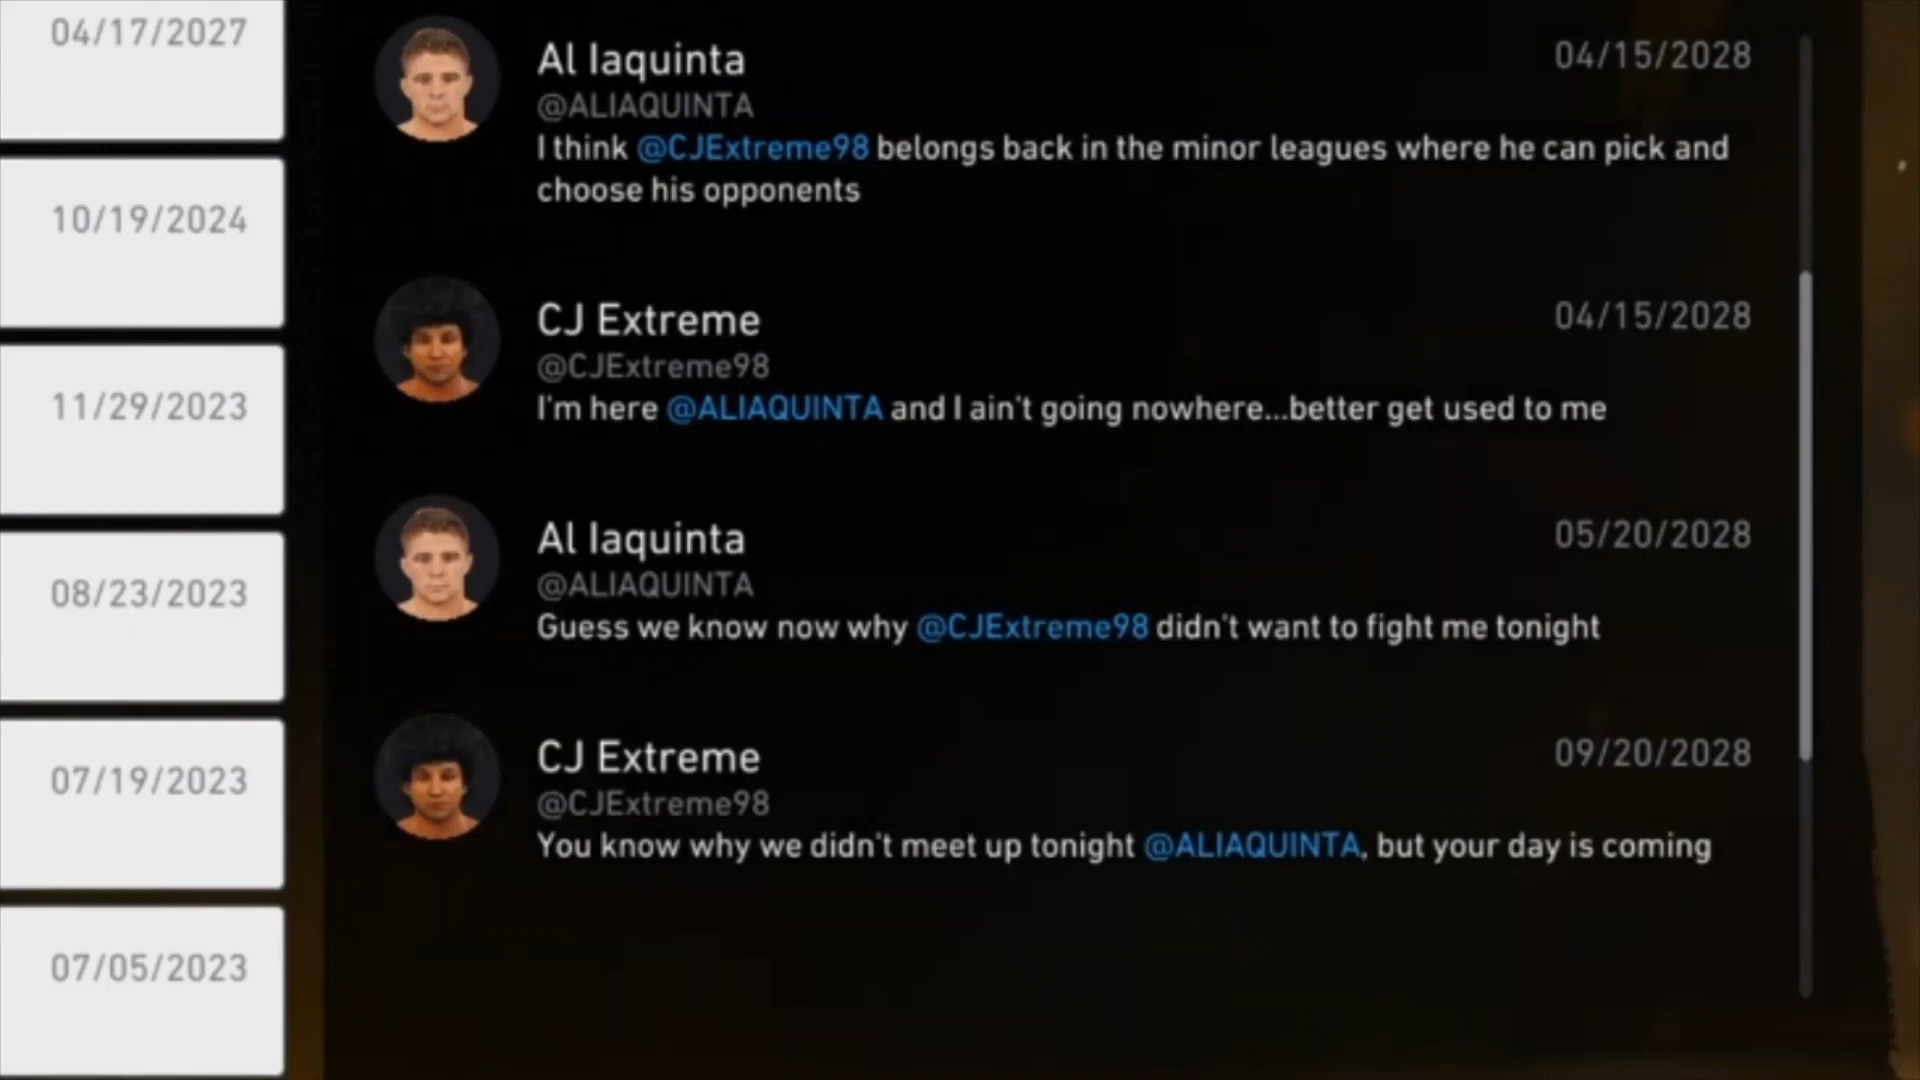 04/17/2027
10/19/2024
11/29/2023
08/23/2023
07/19/2023
07/05/2023
Al Iaquinta
04/15/2028
@ALIAQUINTA
I think @CJExtreme98 belongs back in the minor leagues where he can pick and
choose his opponents
CJ Extreme
04/15/2028
@CJExtreme98
I'm here @ALIAQUINTA and I ain't going nowhere...better get used to me
Al Iaquinta
05/20/2028
@ALIAQUINTA
Guess we know now why @CJExtreme98 didn't want to fight me tonight
CJ Extreme
09/20/2028
@CJExtreme98
You know why we didn't meet up tonight @ALIAQUINTA, but your day is coming